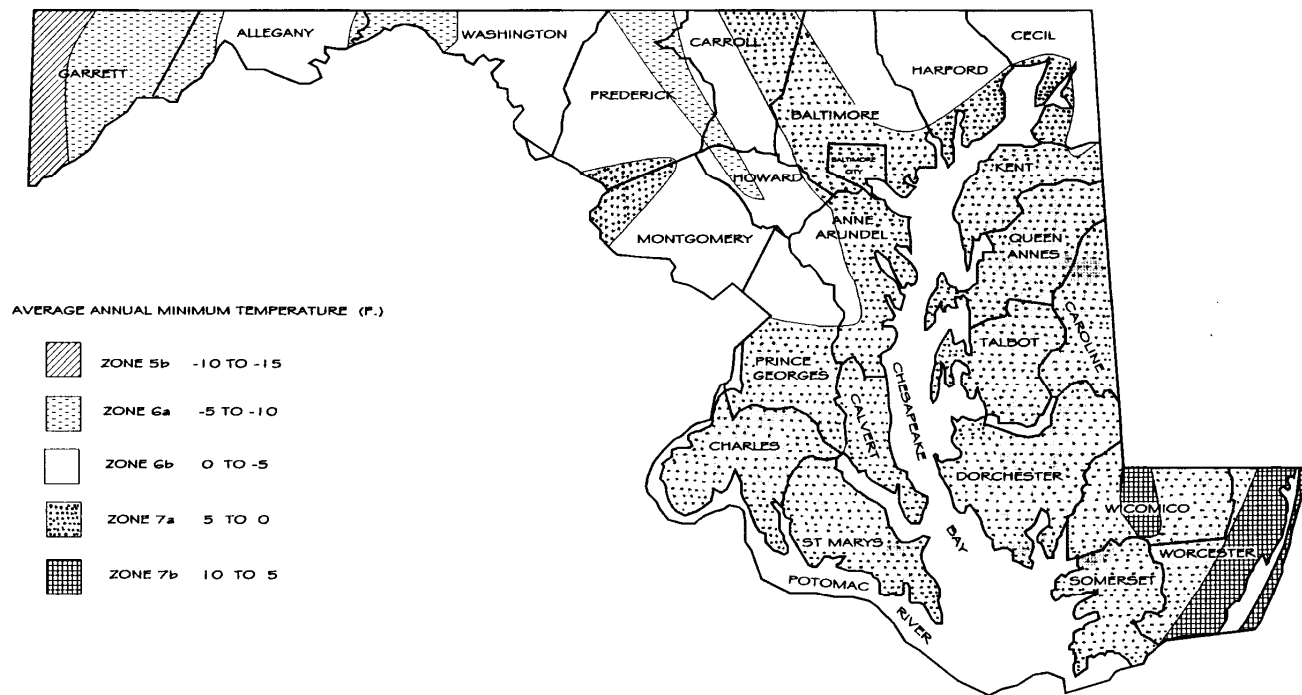 ALLEGANY
WASHINGTON
CARROLL
CECIL
GARRETT
HARFORD
FREDERICK
BALTIMORE
BALTIMORE
CITY
KENT
HOWARD
ANNE
ARUNDEL
MONTGOMERY
QUEEN
ANNES
AVERAGE ANNUAL MINIMUM TEMPERATURE (F.)
ZONE 5b -10 TO -15
ZONE 6a -5 TO -10
ZONE 6b 0 TO -5
ZONE 7a 5 TO 0
ZONE 7b 10 TO 5
CAROLINE
TALBOT
PRINCE
GEORGES
CHESAPEAKE
CALVERT
CHARLES
DORCHESTER
WICOMICO
BAY
ST MARYS
WORCESTER
SOMERSET
POTOMAC
RIVER